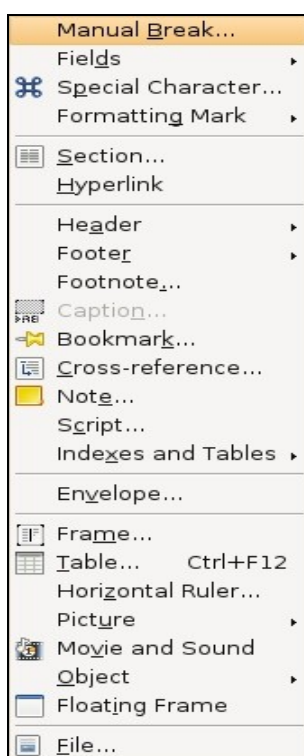 Manual Break...
Fields
Special Character...
Formatting Mark
Section...
Hyperlink
Header
Footer
Footnote...
Caption...
Bookmark...
Cross-reference...
Note...
Script...
Indexes and Tables
Envelope...
Frame...
Table... Ctrl+F12
Horizontal Ruler...
Picture
Movie and Sound
Object
Floating Frame
File...